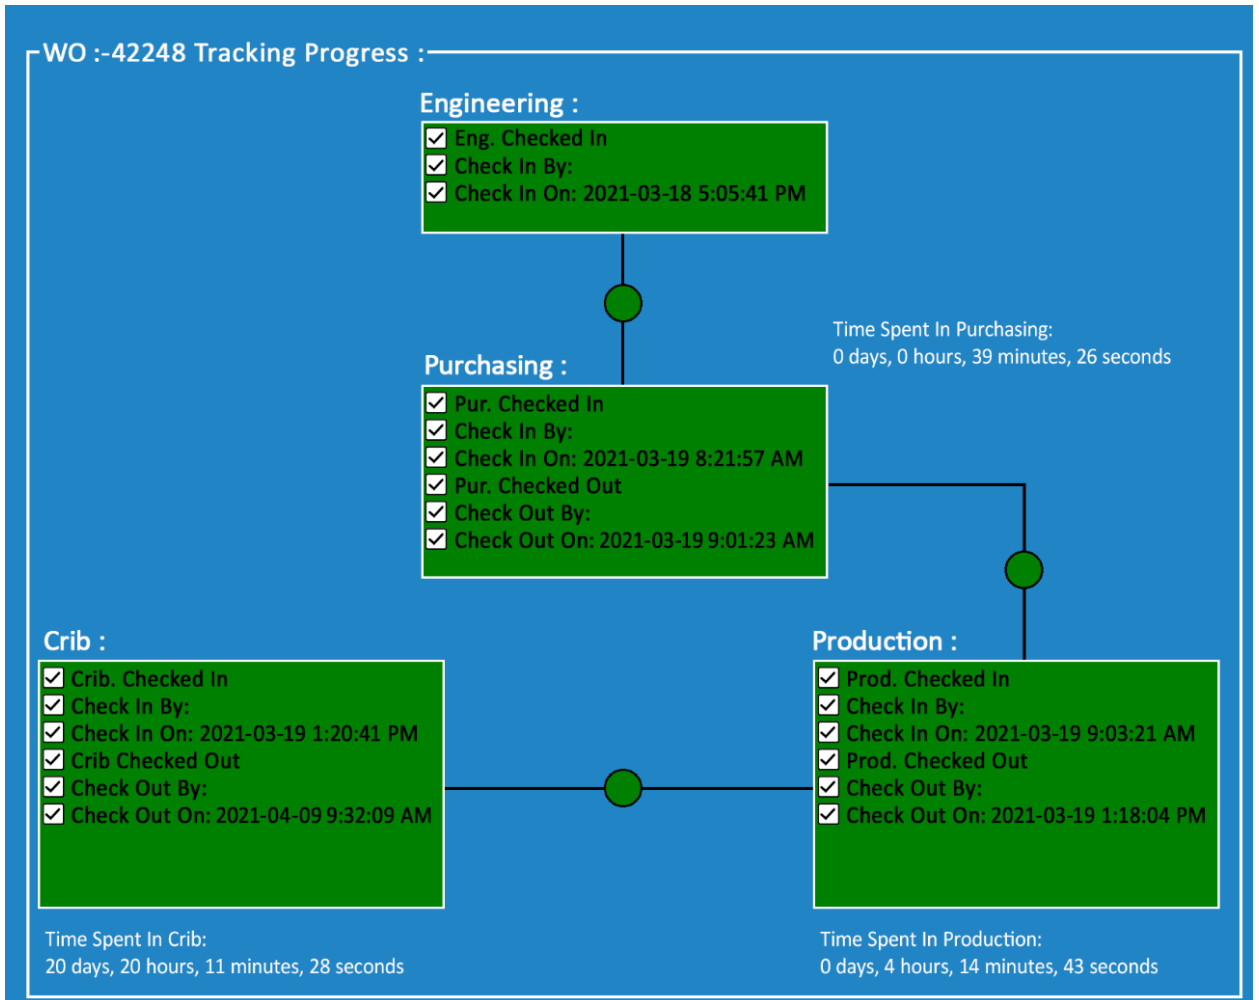 WO :-42248 Tracking Progress :
Engineering :
Eng. Checked In
Check In By:
Check In On: 2021-03-18 5:05:41 PM
Time Spent In Purchasing:
0 days, 0 hours, 39 minutes, 26 seconds
Purchasing :
Pur. Checked In
Check In By:
Check In On: 2021-03-19 8:21:57 AM
Pur. Checked Out
Check Out By:
Check Out On: 2021-03-19 9:01:23 AM
Crib :
Crib. Checked In
Check In By:
Check In On: 2021-03-19 1:20:41 PM
Crib Checked Out
Check Out By:
Check Out On: 2021-04-09 9:32:09 AM
Time Spent In Crib:
20 days, 20 hours, 11 minutes, 28 seconds
Production :
Prod. Checked In
Check In By:
Check In On: 2021-03-19 9:03:21 AM
Prod. Checked Out
Check Out By:
Check Out On: 2021-03-19 1:18:04 PM
Time Spent In Production:
0 days, 4 hours, 14 minutes, 43 seconds